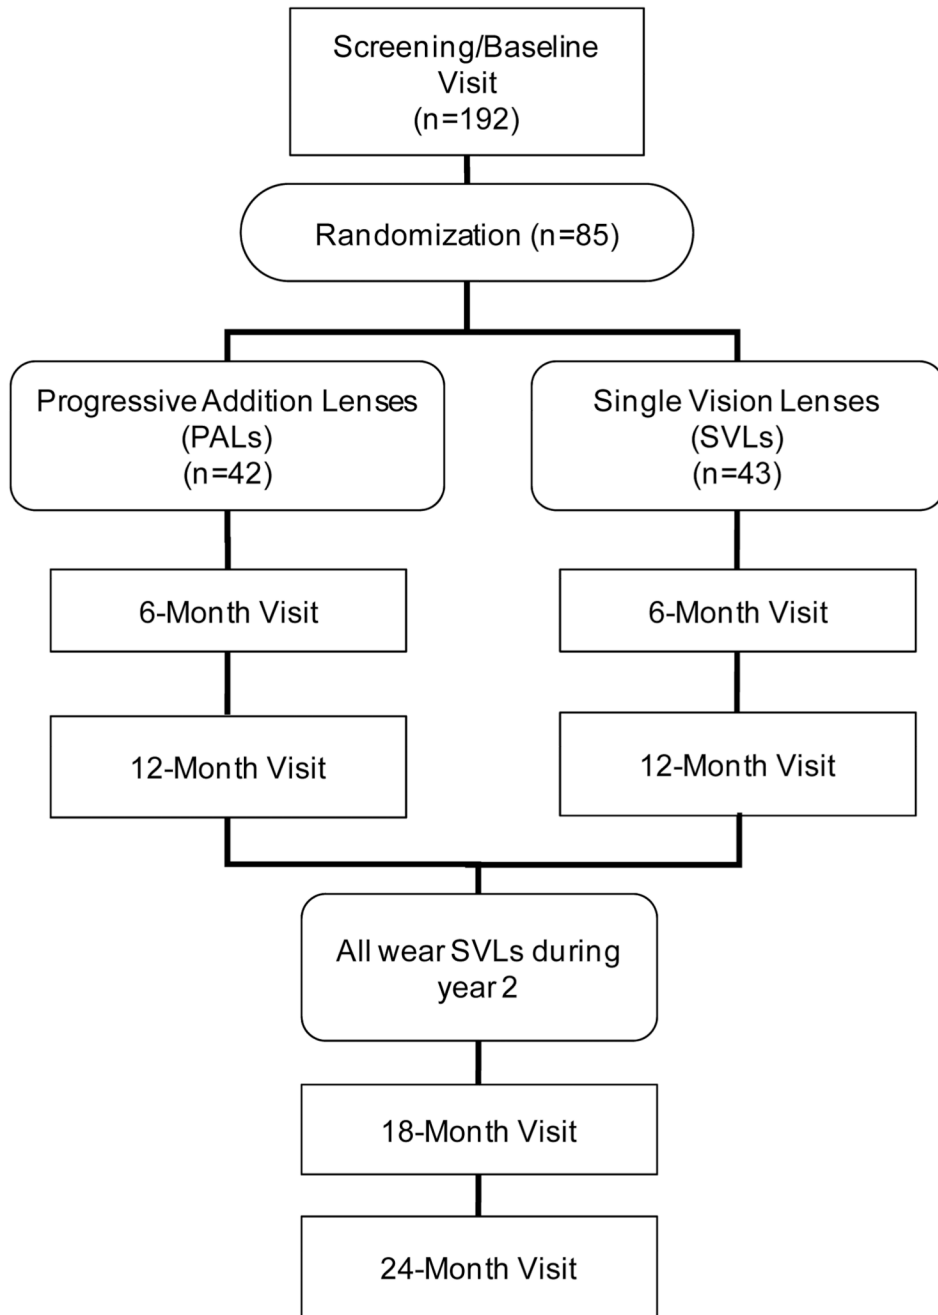 Screening/Baseline
Visit
(n=192)
Randomization (n=85)
Progressive Addition Lenses
(PALs)
(n=42)
Single Vision Lenses
(SVLs)
(n=43)
6-Month Visit
6-Month Visit
12-Month Visit
12-Month Visit
All wear SVLs during
year 2
18-Month Visit
24-Month Visit